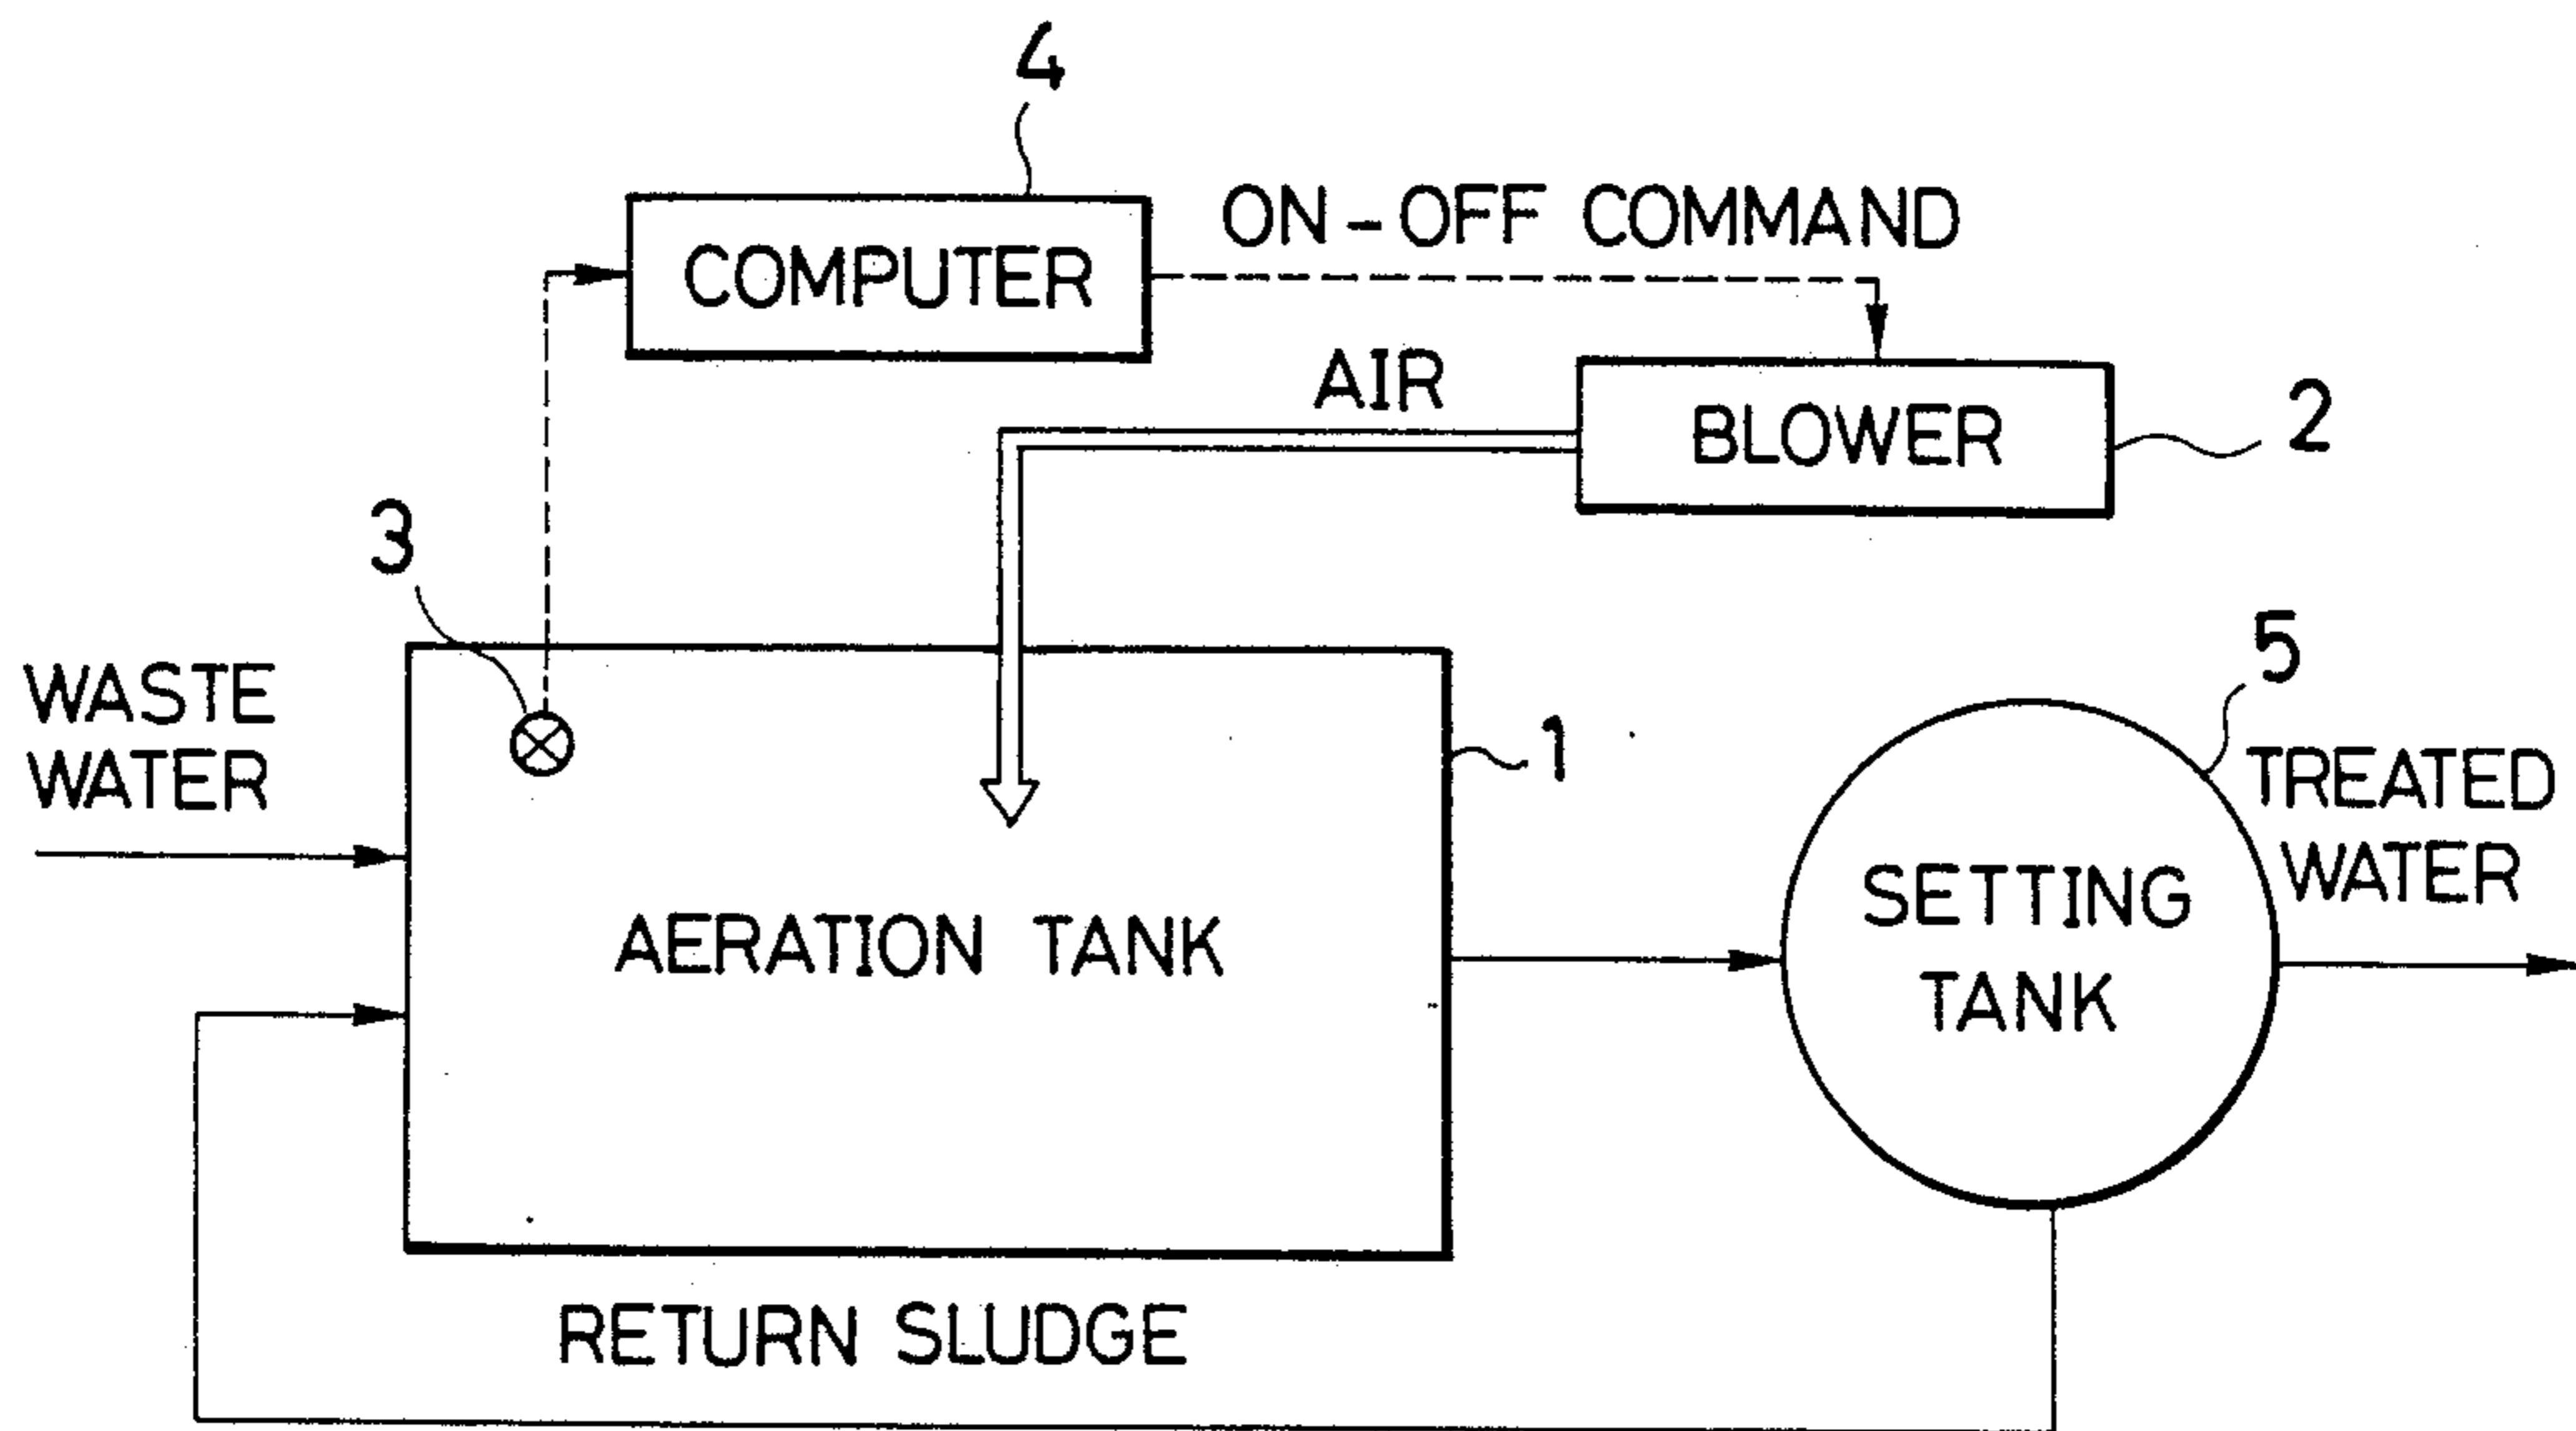 4
ON-OFF COMMAND
COMPUTER
AIR
BLOWER
2
3
5
WASTE
WATER
1
TREATED
WATER
SETTING
TANK
AERATION TANK
RETURN SLUDGE